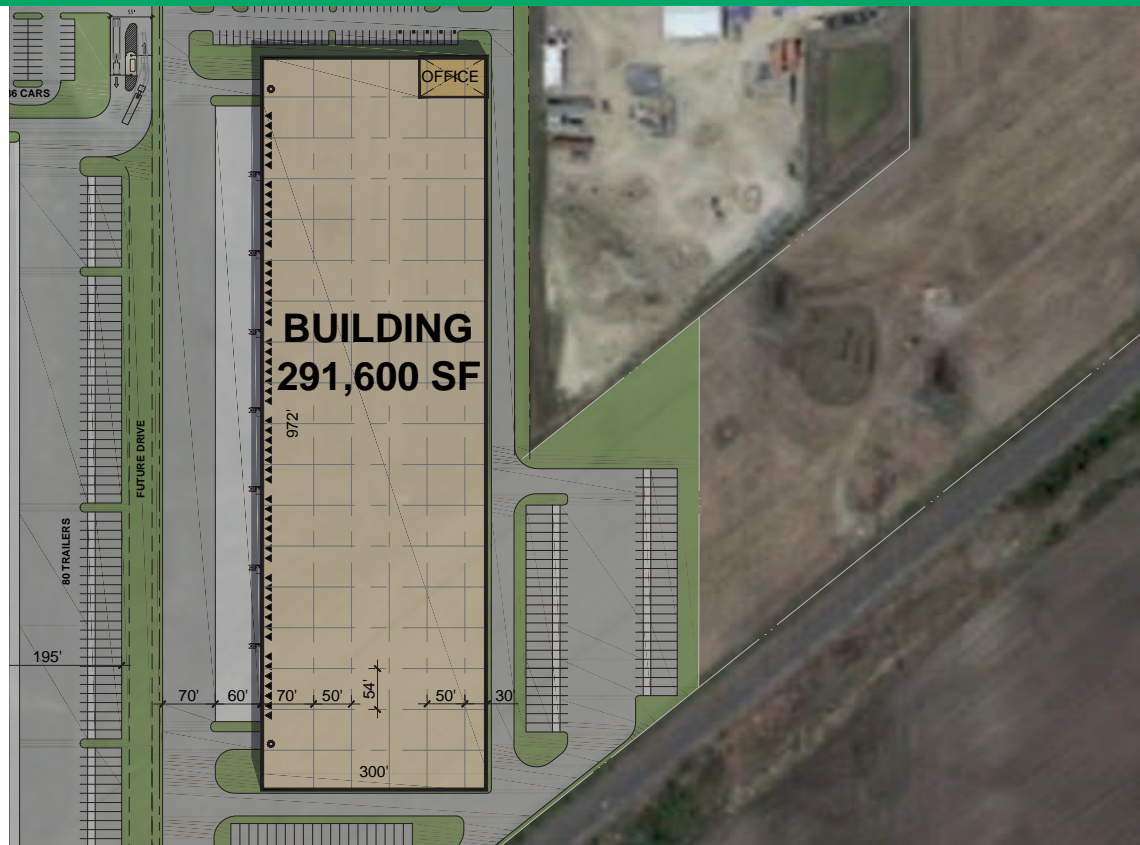 55'
36 CARS
OFFICE
BUILDING
291,600 SF
972'
FUTURE DRIVE
80 TRAILERS
195'
70'
60'
70'
50'
54'
50'
30'
300'